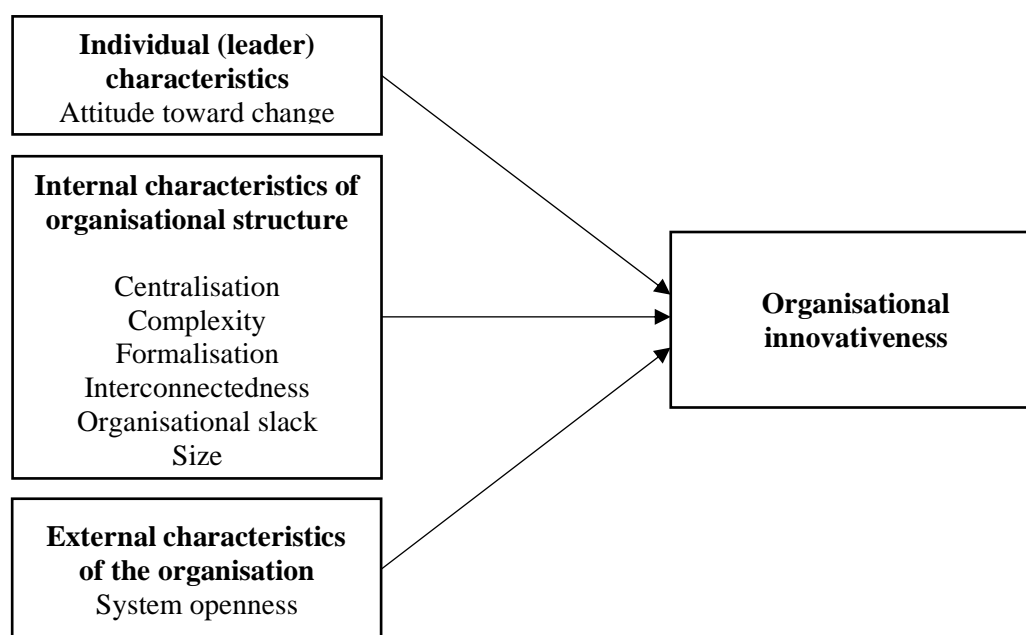 Individual (leader)
characteristics
Attitude toward change
Internal characteristics of
organisational structure
Centralisation
Complexity
Formalisation
Interconnectedness
Organisational slack
Size
External characteristics
of the organisation
System openness
Organisational
innovativeness